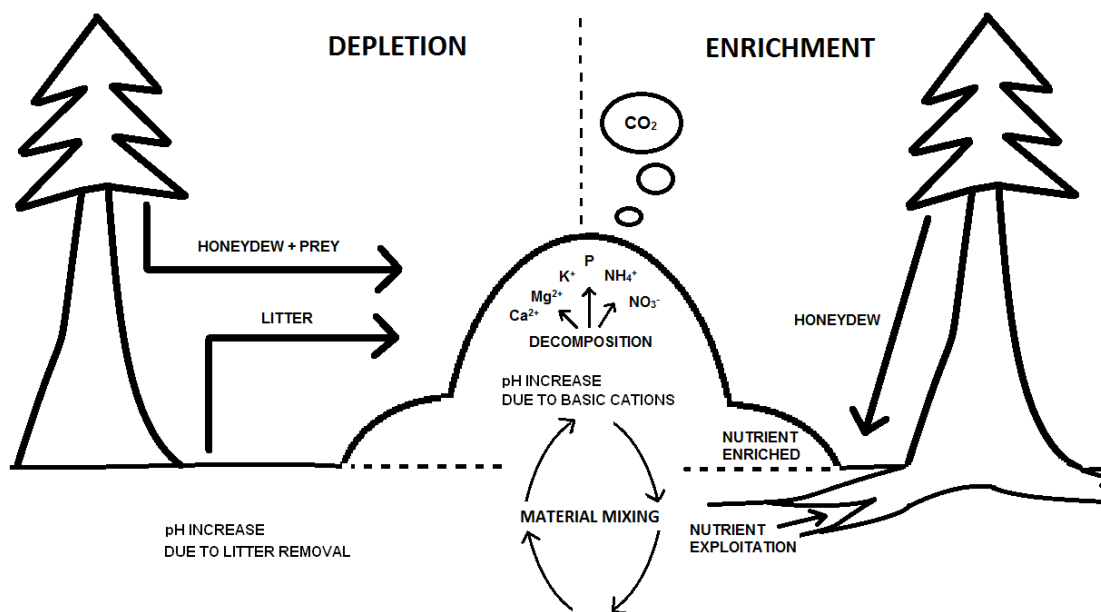 DEPLETION
ENRICHMENT
CO₂
HONEYDEW + PREY
LITTER
P
K⁺
NH₄⁺
Mg²⁺
NO₃⁻
Ca²⁺
DECOMPOSITION
HONEYDEW
pH INCREASE
DUE TO BASIC CATIONS
NUTRIENT
ENRICHED
MATERIAL MIXING
NUTRIENT
EXPLOITATION
pH INCREASE
DUE TO LITTER REMOVAL